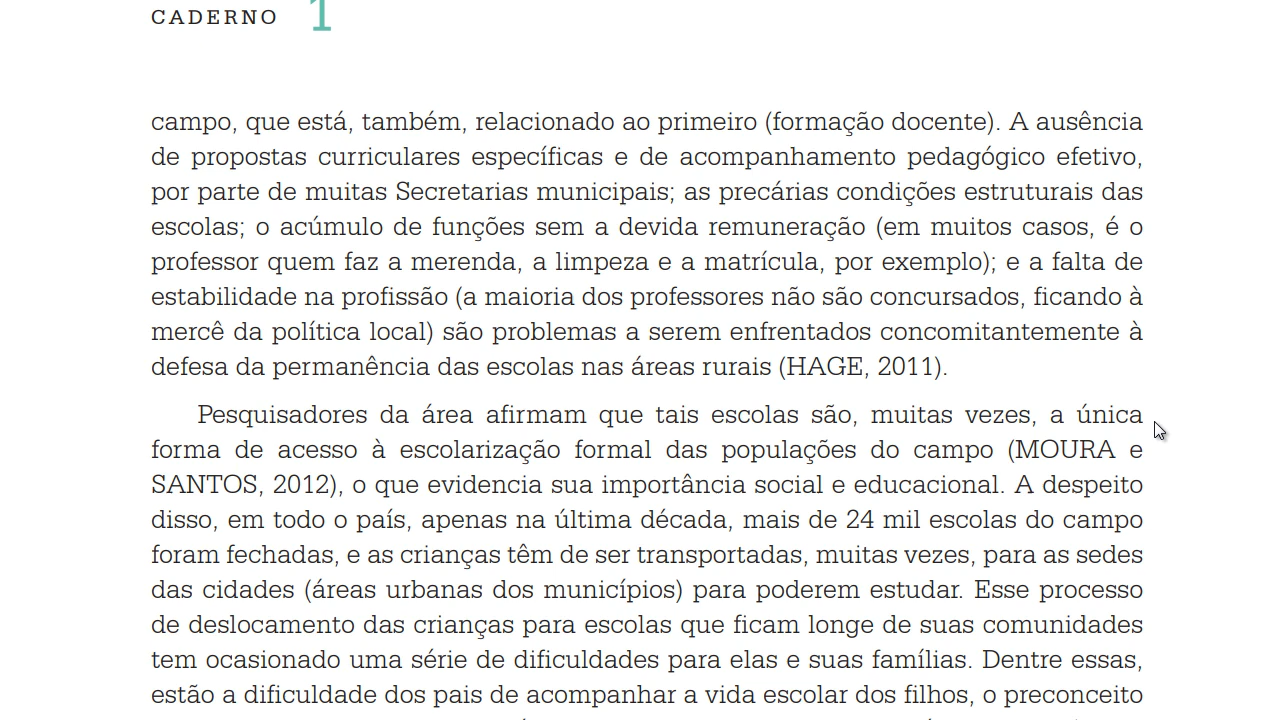 CADERNO 1
campo, que está, também, relacionado ao primeiro (formação docente). A ausência
de propostas curriculares específicas e de acompanhamento pedagógico efetivo,
por parte de muitas Secretarias municipais; as precárias condições estruturais das
escolas; o acúmulo de funções sem a devida remuneração (em muitos casos, é o
professor quem faz a merenda, a limpeza e a matrícula, por exemplo); e a falta de
estabilidade na profissão (a maioria dos professores não são concursados, ficando à
mercê da política local) são problemas a serem enfrentados concomitantemente à
defesa da permanência das escolas nas áreas rurais (HAGE, 2011).
Pesquisadores da área afirmam que tais escolas são, muitas vezes, a única
forma de acesso à escolarização formal das populações do campo (MOURA e
SANTOS, 2012), o que evidencia sua importância social e educacional. A despeito
disso, em todo o país, apenas na última década, mais de 24 mil escolas do campo
foram fechadas, e as crianças têm de ser transportadas, muitas vezes, para as sedes
das cidades (áreas urbanas dos municípios) para poderem estudar. Esse processo
de deslocamento das crianças para escolas que ficam longe de suas comunidades
tem ocasionado uma série de dificuldades para elas e suas famílias. Dentre essas,
estão a dificuldade dos pais de acompanhar a vida escolar dos filhos, o preconceito